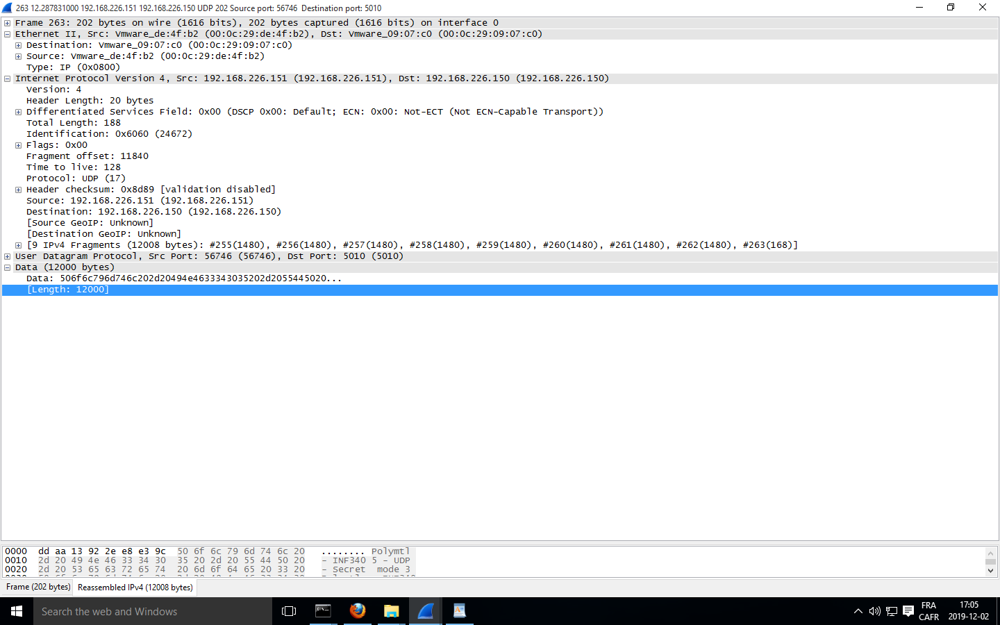 263 12.287831000 192.168.226.151 192.168.226.150 UDP 202 Source port: 56746  Destination port: 5010
Frame 263: 202 bytes on wire (1616 bits), 202 bytes captured (1616 bits) on interface 0
Ethernet II, Src: Vmware_de:4f:b2 (00:0c:29:de:4f:b2), Dst: Vmware_09:07:c0 (00:0c:29:09:07:c0)
Destination: Vmware_09:07:c0 (00:0c:29:09:07:c0)
Source: Vmware_de:4f:b2 (00:0c:29:de:4f:b2)
Type: IP (0x0800)
Internet Protocol Version 4, Src: 192.168.226.151 (192.168.226.151), Dst: 192.168.226.150 (192.168.226.150)
Version: 4
Header Length: 20 bytes
Differentiated Services Field: 0x00 (DSCP 0x00: Default; ECN: 0x00: Not-ECT (Not ECN-Capable Transport))
Total Length: 188
Identification: 0x6060 (24672)
Flags: 0x00
Fragment offset: 11840
Time to live: 128
Protocol: UDP (17)
Header checksum: 0x8d89 [validation disabled]
Source: 192.168.226.151 (192.168.226.151)
Destination: 192.168.226.150 (192.168.226.150)
[Source GeoIP: Unknown]
[Destination GeoIP: Unknown]
[9 IPv4 Fragments (12008 bytes): #255(1480), #256(1480), #257(1480), #258(1480), #259(1480), #260(1480), #261(1480), #262(1480), #263(168)]
User Datagram Protocol, Src Port: 56746 (56746), Dst Port: 5010 (5010)
Data (12000 bytes)
Data: 506f6c796d746c202d20494e4633343035202d2055445020...
[Length: 12000]
0000  dd aa 13 92 2e e8 e3 9c  50 6f 6c 79 6d 74 6c 20   ........ Polymtl
0010  2d 20 49 4e 46 33 34 30  35 20 2d 20 55 44 50 20   - INF340 5 - UDP
0020  2d 20 53 65 63 72 65 74  20 6d 6f 64 65 20 33 20   - Secret  mode 3
Frame (202 bytes)
Reassembled IPv4 (12008 bytes)
Search the web and Windows
FRA
CAFR
17:05
2019-12-02